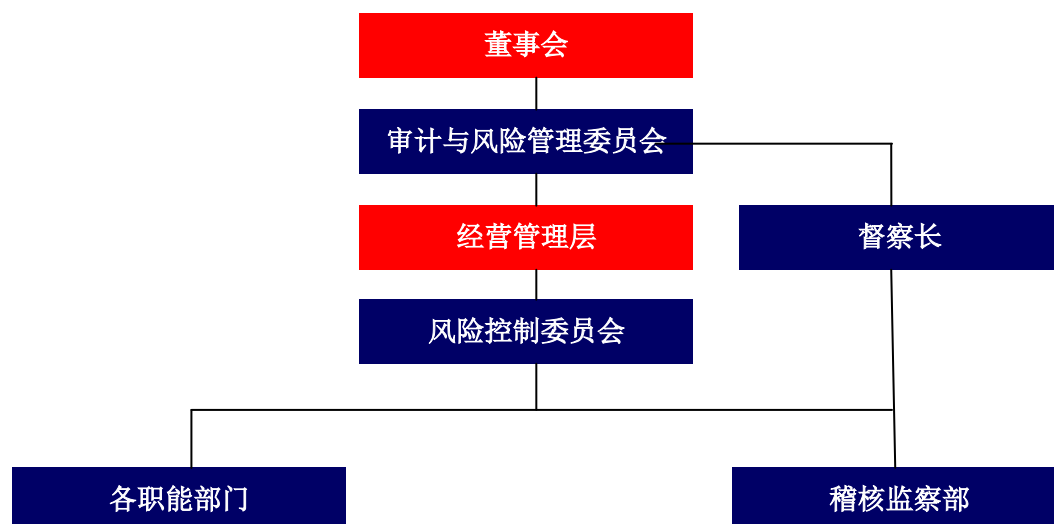 董事会
审计与风险管理委员会
经营管理层
督察长
风险控制委员会
各职能部门
稽核监察部